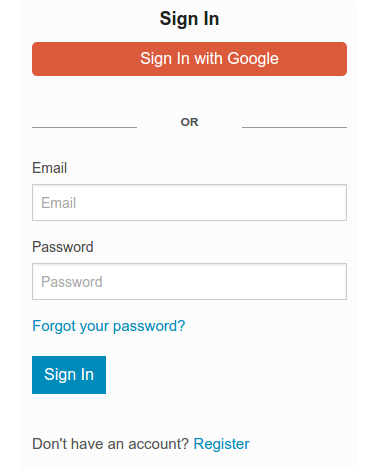 Sign In
Sign In with Google
OR
Email
Email
Password
Password
Forgot your password?
Sign In
Don't have an account? Register